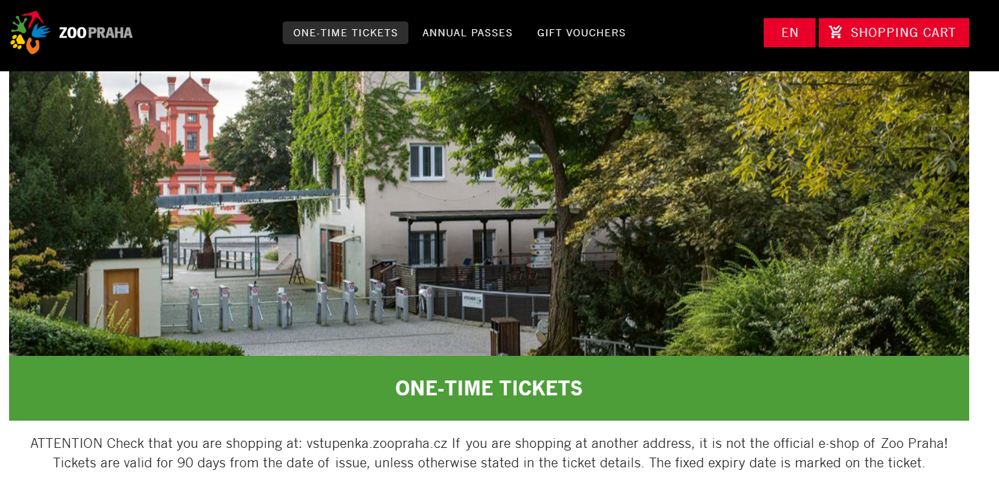 ZOO PRAHA
ONE-TIME TICKETS
ANNUAL PASSES
GIFT VOUCHERS
EN
SHOPPING CART
ONE-TIME TICKETS
ATTENTION Check that you are shopping at: vstupenka.zoopraha.cz If you are shopping at another address, it is not the official e-shop of Zoo Praha!
Tickets are valid for 90 days from the date of issue, unless otherwise stated in the ticket details. The fixed expiry date is marked on the ticket.